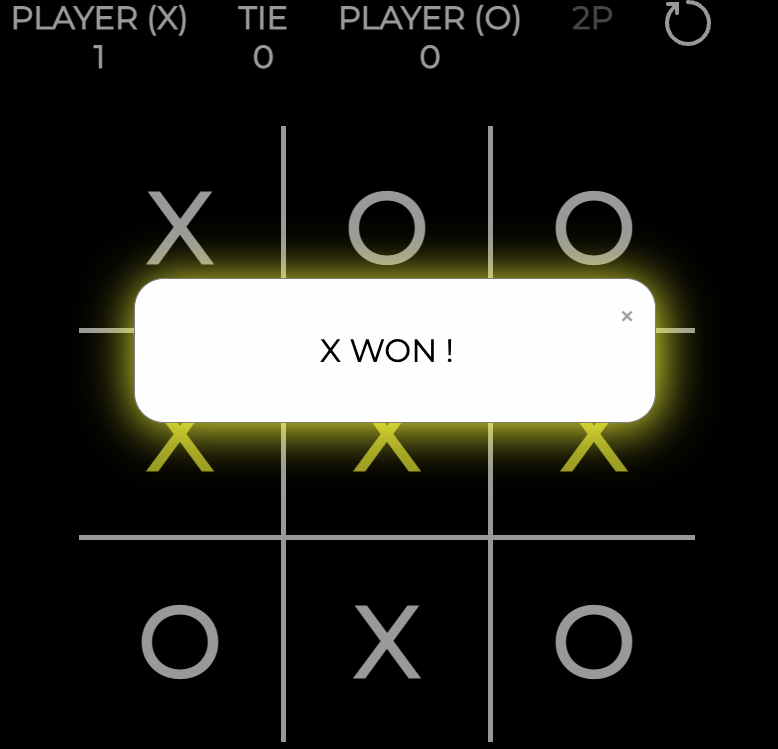 PLAYER (X) TIE PLAYER (O) 2P
1 0 0
X O O
×
X WON !
X X X
O X O